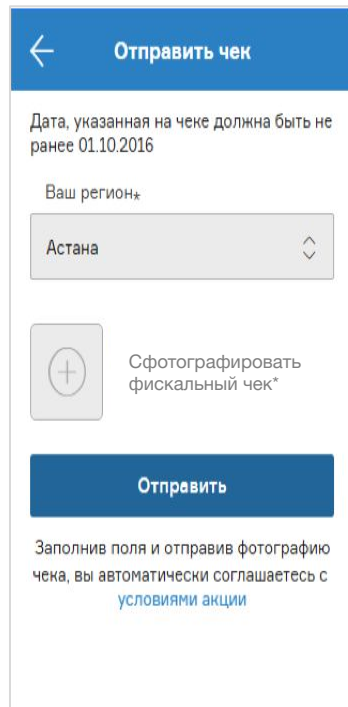 Отправить чек
Дата, указанная на чеке должна быть не
ранее 01.10.2016
Ваш регион*
Астана
Сфотографировать
фискальный чек*
Отправить
Заполнив поля и отправив фотографию
чека, вы автоматически соглашаетесь с
условиями акции